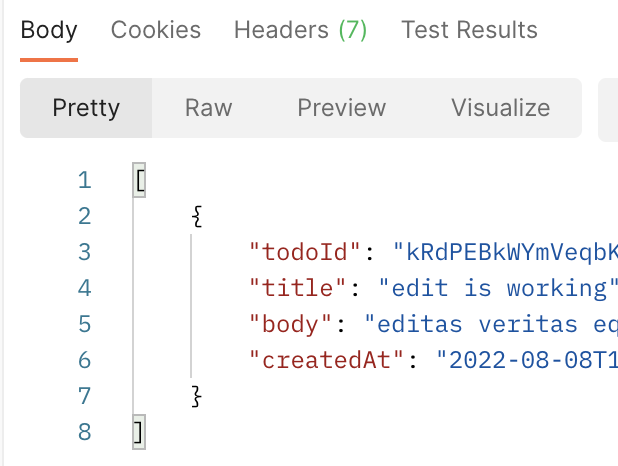 Body Cookies Headers (7) Test Results
Pretty Raw Preview Visualize
1 [
2 {
3 "todoId": "kRdPEBkWYmVeqbK
4 "title": "edit is working"
5 "body": "editas veritas eq
6 "createdAt": "2022-08-08T1
7 }
8 ]